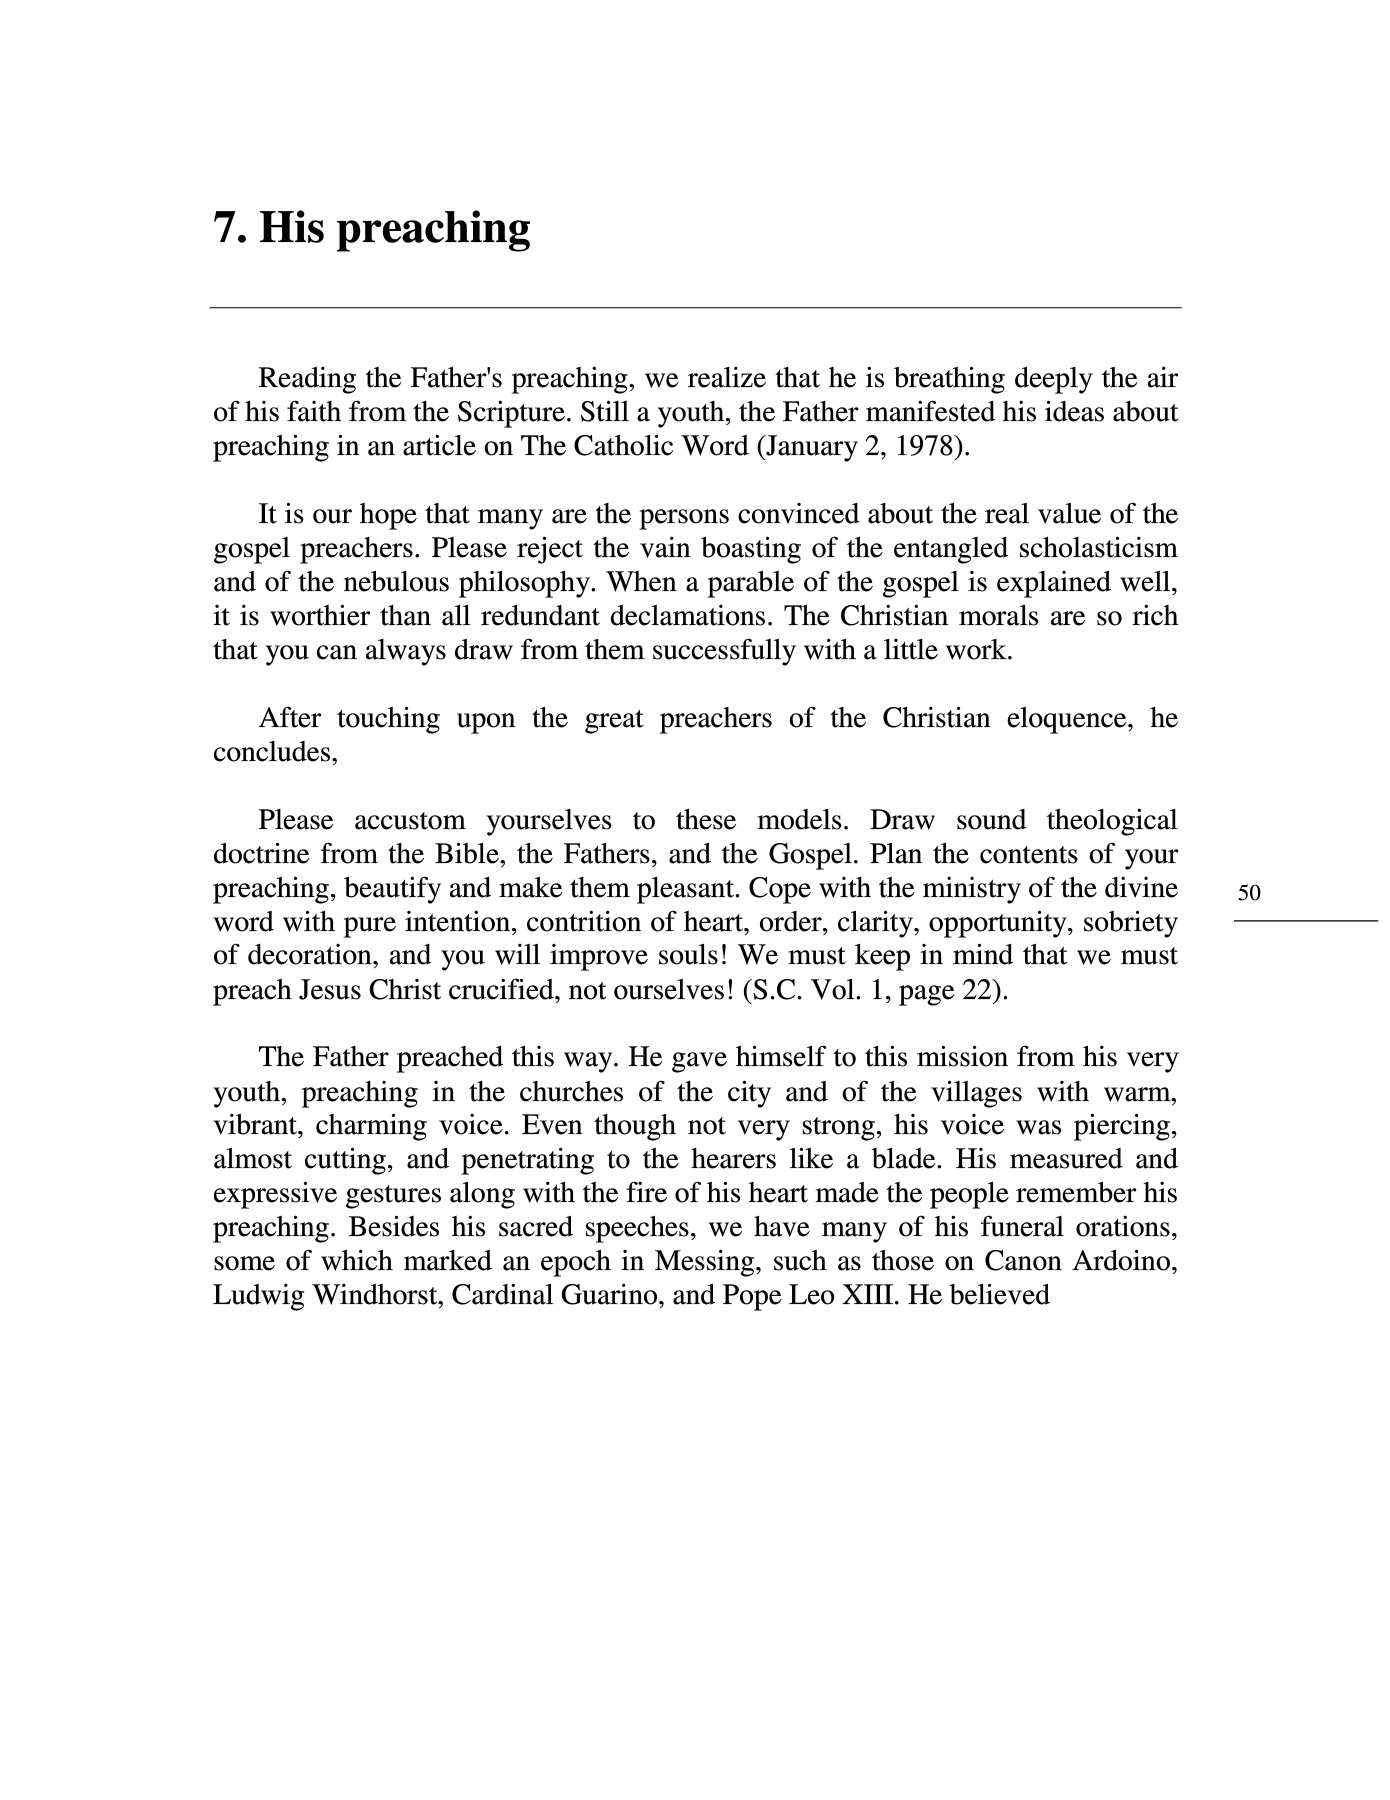 7. His preaching
Reading the Father's preaching, we realize that he is breathing deeply the air
of his faith from the Scripture. Still a youth, the Father manifested his ideas about
preaching in an article on The Catholic Word (January 2, 1978).
It is our hope that many are the persons convinced about the real value of the
gospel preachers. Please reject the vain boasting of the entangled scholasticism
and of the nebulous philosophy. When a parable of the gospel is explained well,
it is worthier than all redundant declamations. The Christian morals are so rich
that you can always draw from them successfully with a little work.
After touching upon the great preachers of the Christian eloquence, he
concludes,
Please accustom yourselves to these models. Draw sound theological
doctrine from the Bible, the Fathers, and the Gospel. Plan the contents of your
preaching, beautify and make them pleasant. Cope with the ministry of the divine
word with pure intention, contrition of heart, order, clarity, opportunity, sobriety
of decoration, and you will improve souls! We must keep in mind that we must
preach Jesus Christ crucified, not ourselves! (S.C. Vol. 1, page 22).
The Father preached this way. He gave himself to this mission from his very
youth, preaching in the churches of the city and of the villages with warm,
vibrant, charming voice. Even though not very strong, his voice was piercing,
almost cutting, and penetrating to the hearers like a blade. His measured and
expressive gestures along with the fire of his heart made the people remember his
preaching. Besides his sacred speeches, we have many of his funeral orations,
some of which marked an epoch in Messing, such as those on Canon Ardoino,
Ludwig Windhorst, Cardinal Guarino, and Pope Leo XIII. He believed
50